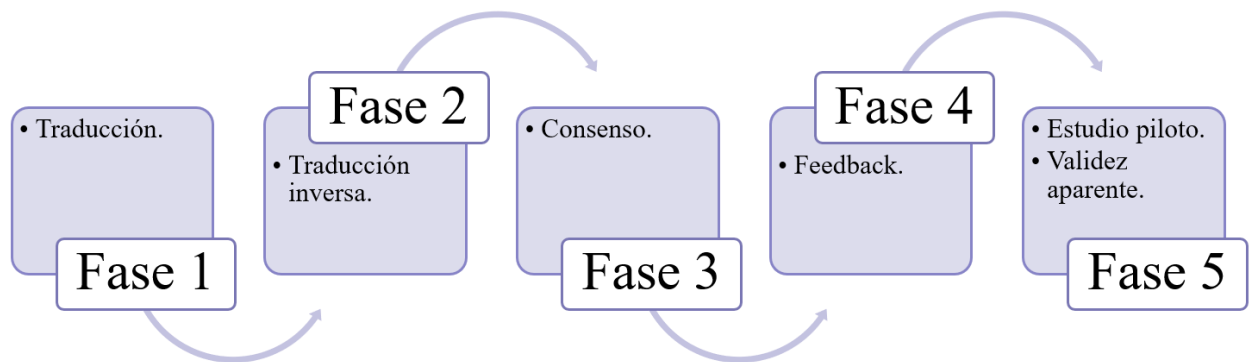 • Traducción.
Fase 1
Fase 2
• Traducción
inversa.
• Consenso.
Fase 3
Fase 4
• Feedback.
• Estudio piloto.
• Validez
aparente.
Fase 5